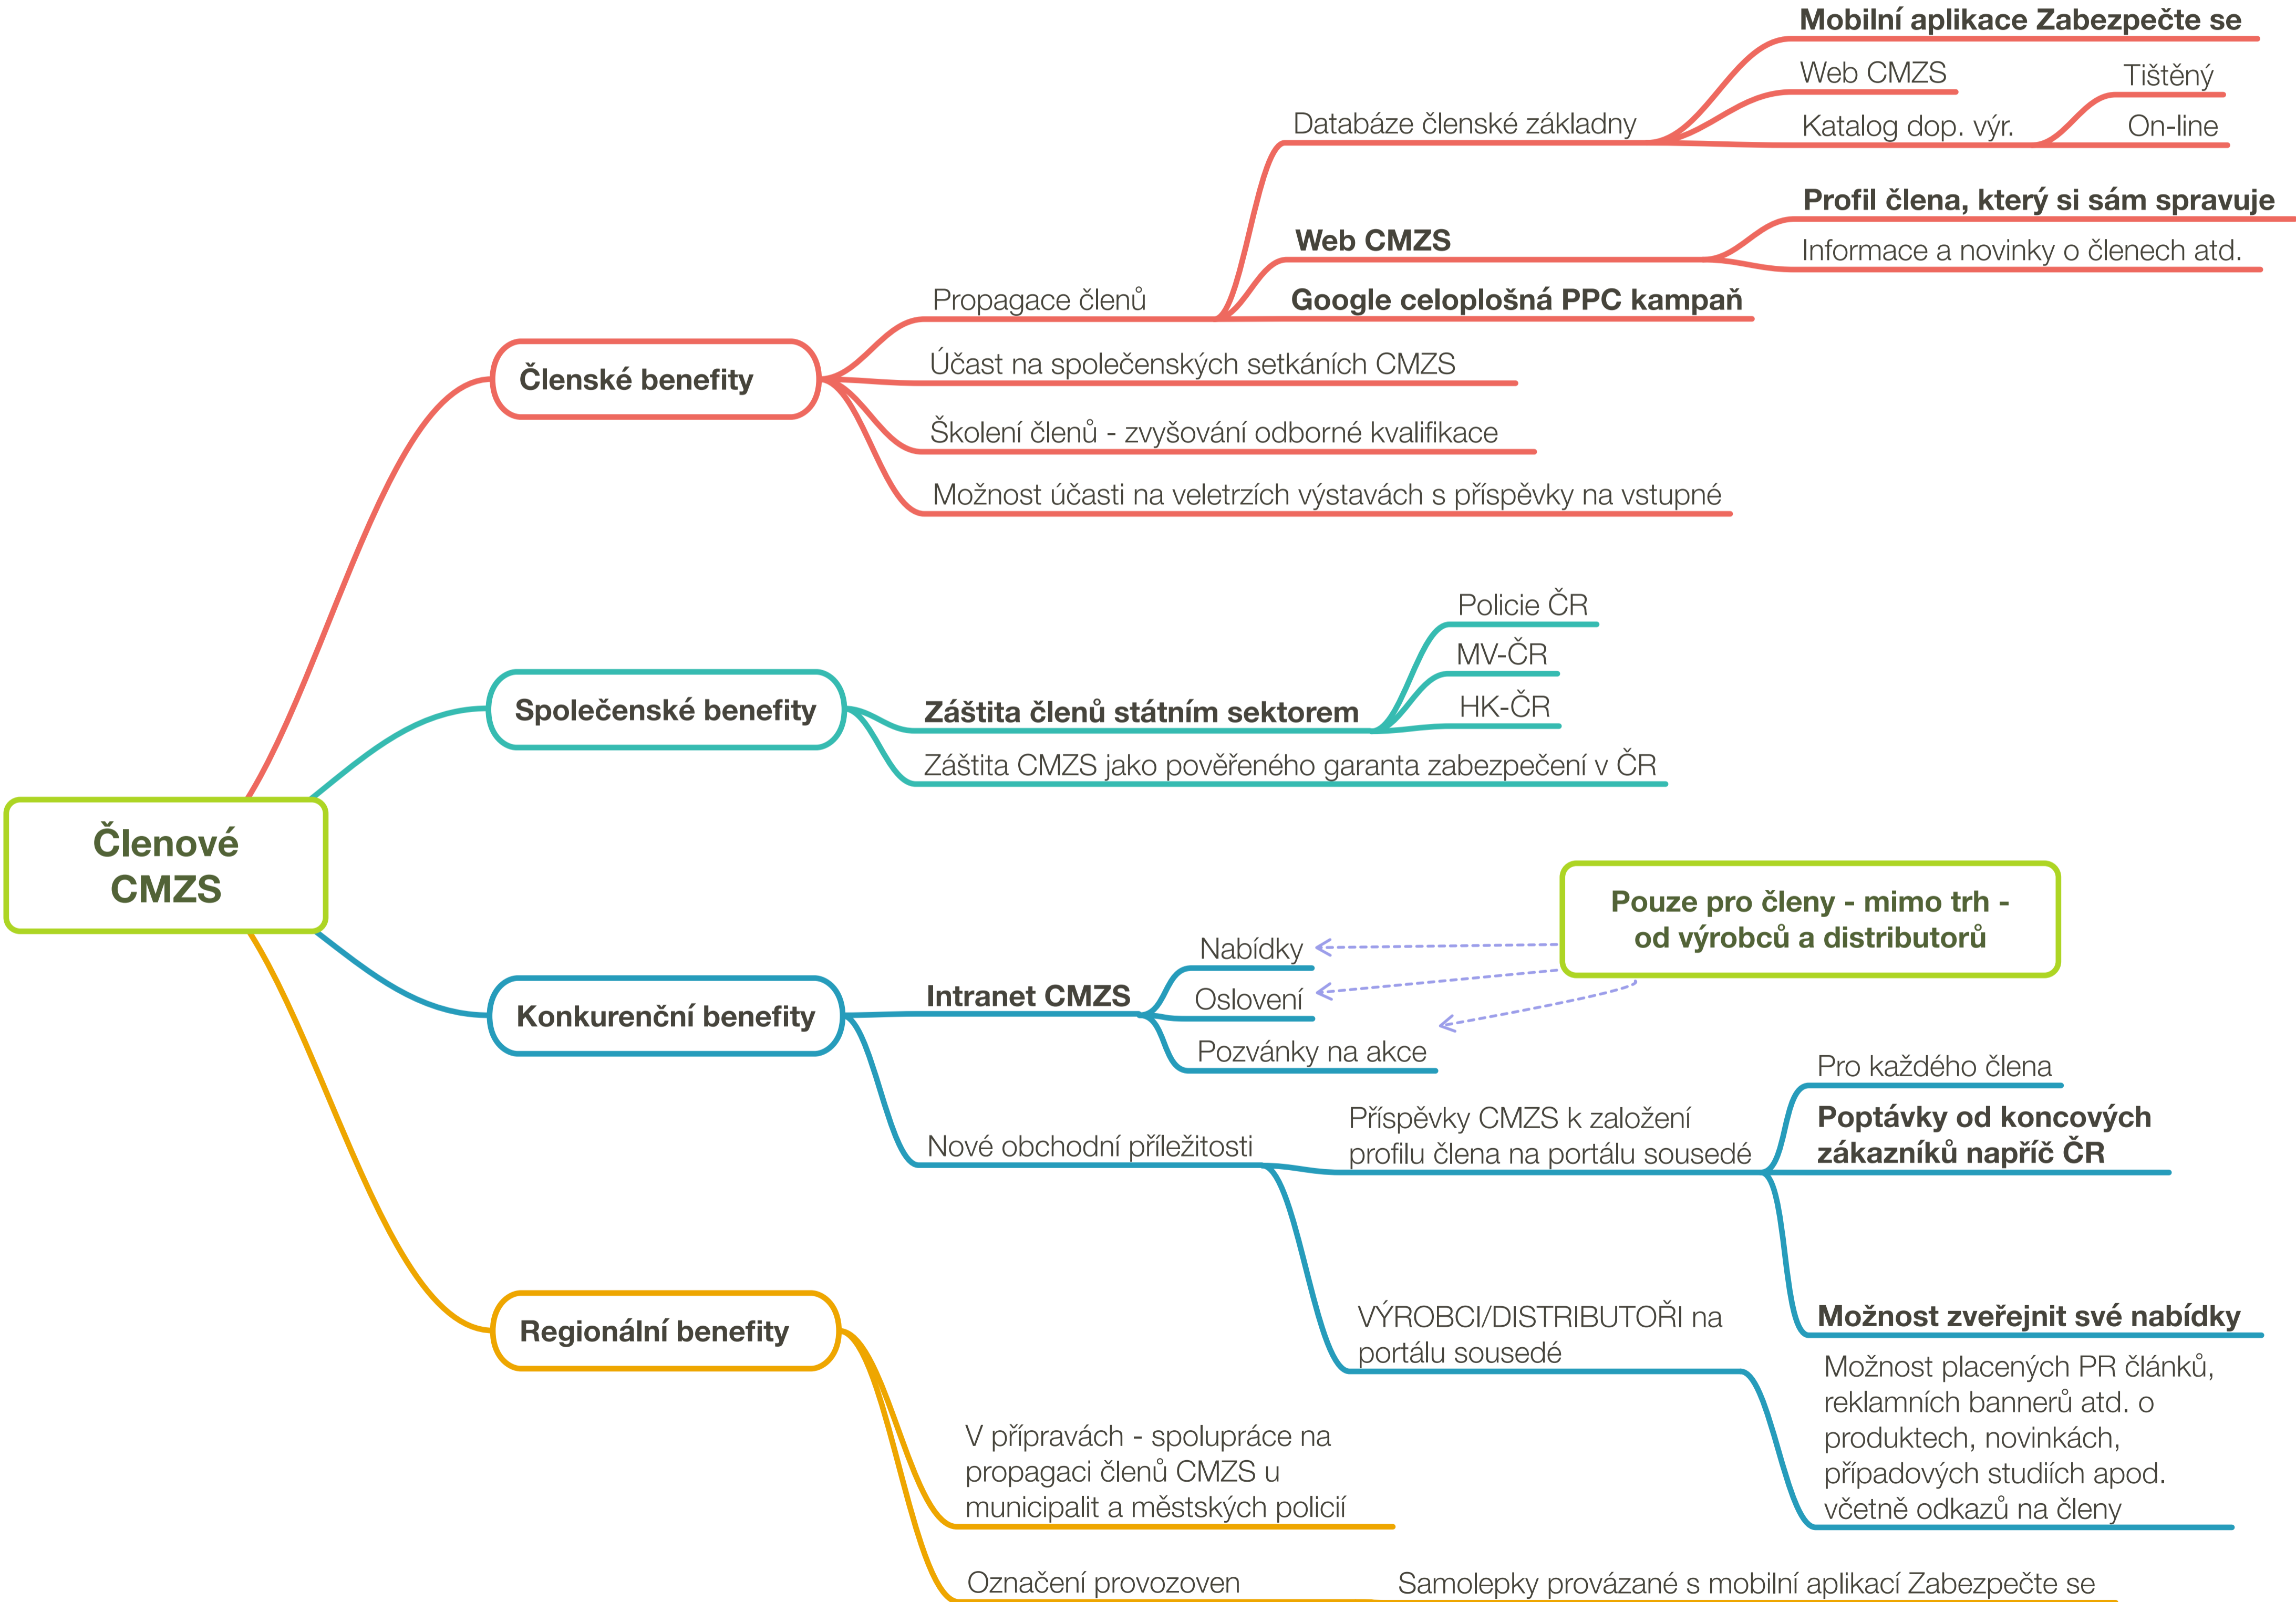 Mobilní aplikace Zabezpečte se
Web CMZS
Tištěný
Databáze členské základny
Katalog dop. výr.
On-line
Profil člena, který si sám spravuje
Web CMZS
Informace a novinky o členech atd.
Propagace členů
Google celoplošná PPC kampaň
Účast na společenských setkáních CMZS
Členské benefity
Školení členů - zvyšování odborné kvalifikace
Možnost účasti na veletrzích výstavách s příspěvky na vstupné
Policie ČR
MV-ČR
HK-ČR
Společenské benefity
Záštita členů státním sektorem
Záštita CMZS jako pověřeného garanta zabezpečení v ČR
Členové
CMZS
Pouze pro členy - mimo trh -
od výrobců a distributorů
Nabídky
Intranet CMZS
Oslovení
Konkurenční benefity
Pozvánky na akce
Pro každého člena
Příspěvky CMZS k založení
profilu člena na portálu sousedé
Poptávky od koncových
zákazníků napříč ČR
Nové obchodní příležitosti
Možnost zveřejnit své nabídky
VÝROBCI/DISTRIBUTOŘI na
portálu sousedé
Regionální benefity
Možnost placených PR článků,
reklamních bannerů atd. o
produktech, novinkách,
případových studiích apod.
včetně odkazů na členy
V přípravách - spolupráce na
propagaci členů CMZS u
municipalit a městských policií
Označení provozoven
Samolepky provázané s mobilní aplikací Zabezpečte se